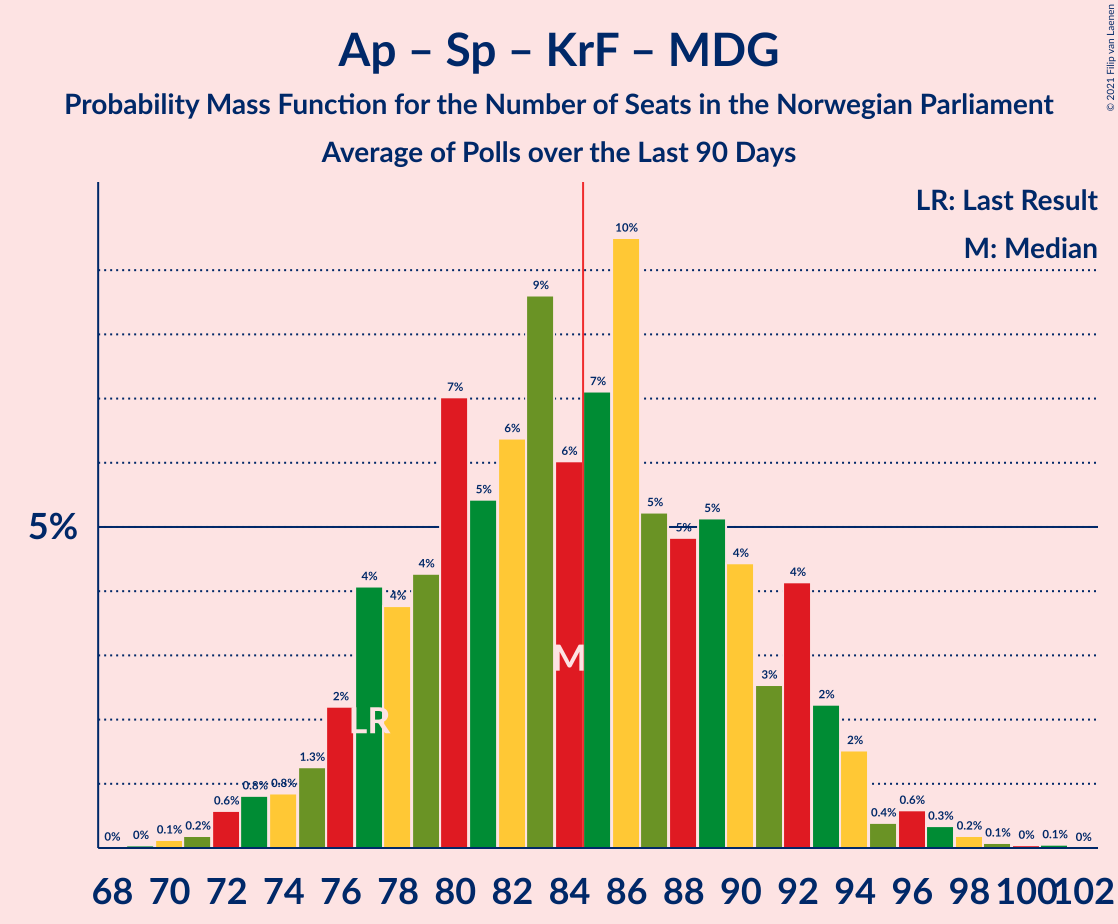 Ap – Sp – KrF – MDG
Probability Mass Function for the Number of Seats in the Norwegian Parliament
Average of Polls over the Last 90 Days
© 2021 Filip van Laenen
LR: Last Result
M: Median
5%
0% 0% 0.1% 0.2% 0.6% 0.8% 0.8% 1.3% 2% 4% 4% 4% 7% 5% 6% 9% 6% 7% 10% 5% 5% 5% 4% 3% 4% 2% 2% 0.4% 0.6% 0.3% 0.2% 0.1% 0% 0.1% 0%
LR
M
68 70 72 74 76 78 80 82 84 86 88 90 92 94 96 98 100 102